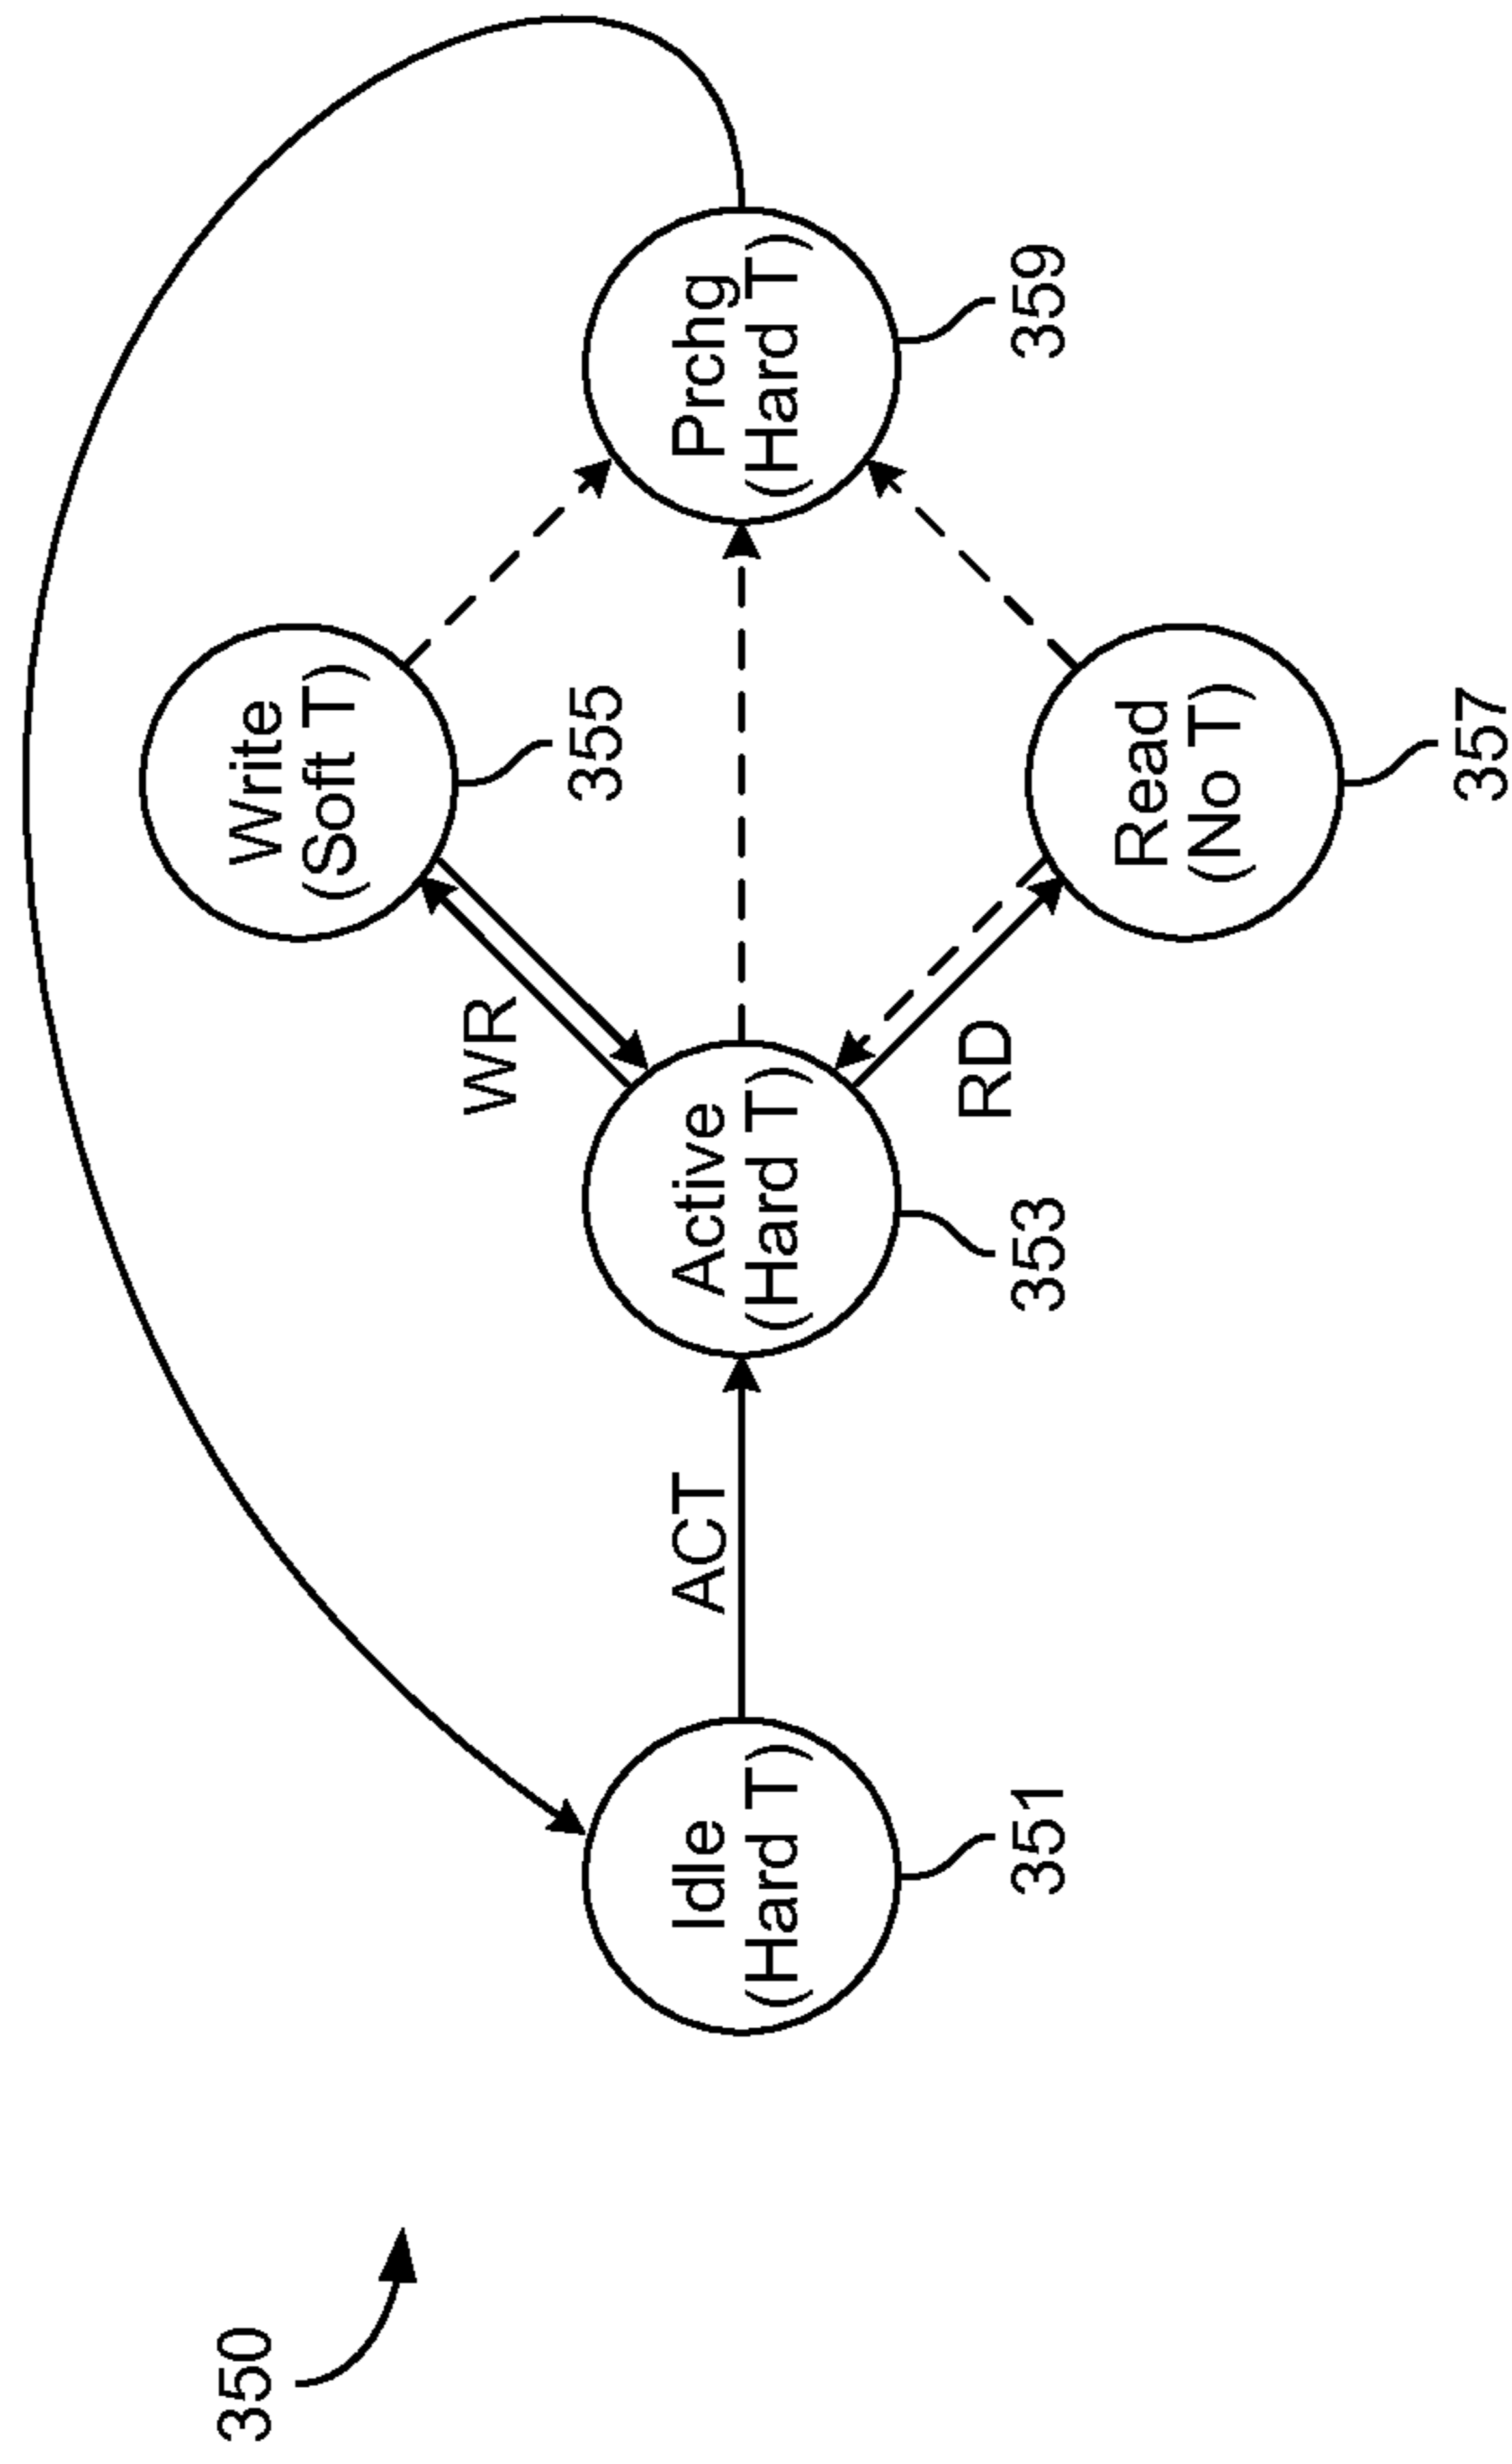 350
Write
(Soft T)
355
WR
Idle
(Hard T)
351
ACT
Active
(Hard T)
353
Prchg
(Hard T)
359
RD
Read
(No T)
357